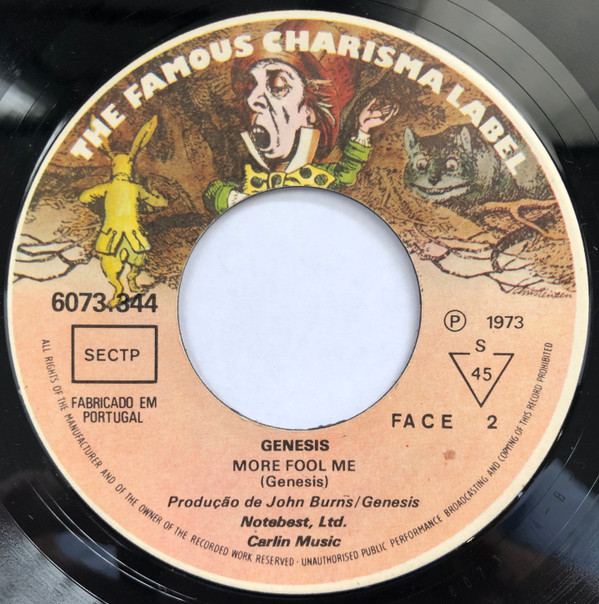 THE FAMOUS CHARISMA LABEL
6073.344
SECTP
FABRICADO EM
PORTUGAL
Ⓟ 1973
S
45
FACE 2
GENESIS
MORE FOOL ME
(Genesis)
Produção de John Burns/Genesis
Notebest, Ltd.
Carlin Music
ALL RIGHTS OF THE MANUFACTURER AND OF THE OWNER OF THE RECORDED WORK RESERVED · UNAUTHORISED PUBLIC PERFORMANCE BROADCASTING AND COPYING OF THIS RECORD PROHIBITED